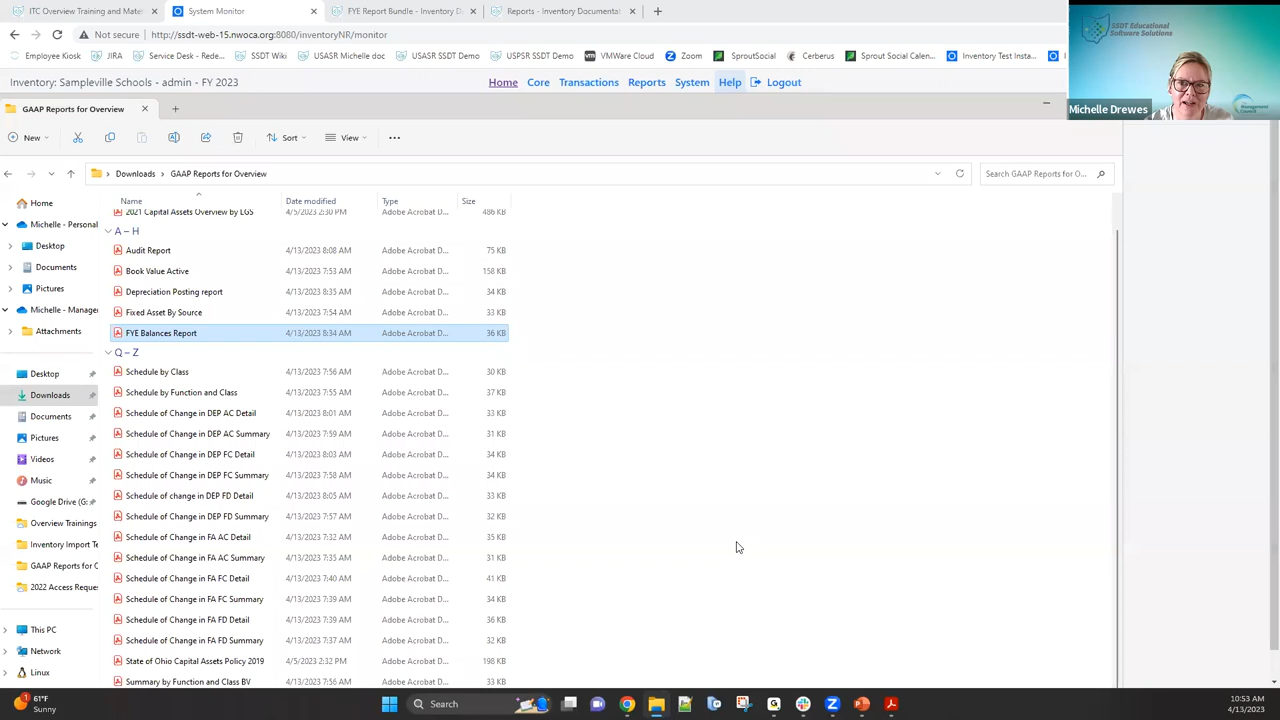 ITC Overview Training and Mate
System Monitor
FYE Report Bundle - Inventory D
Reports - Inventory Documenta
Not secure
http://ssdt-web-15.nwoca.org:8080/inventoryNR/monitor
Employee Kiosk
JIRA
Service Desk - Rede...
SSDT Wiki
USASR Michelle doc
USASR SSDT Demo
USPSR SSDT Demo
VMWare Cloud
Zoom
SproutSocial
Cerberus
Sprout Social Calen...
Inventory Test Insta...
SSDT Educational
Software Solutions
Michelle Drewes
Management
Council
Inventory: Sampleville Schools - admin - FY 2023
Home Core Transactions Reports System Help Logout
GAAP Reports for Overview
New
Sort
View
Downloads
GAAP Reports for Overview
Search GAAP Reports for O...
Name Date modified Type Size
2021 Capital Assets Overview by LGS 4/5/2023 2:30 PM Adobe Acrobat D... 486 KB
A – H
Audit Report 4/13/2023 8:08 AM Adobe Acrobat D... 75 KB
Book Value Active 4/13/2023 7:53 AM Adobe Acrobat D... 158 KB
Depreciation Posting report 4/13/2023 8:35 AM Adobe Acrobat D... 34 KB
Fixed Asset By Source 4/13/2023 7:54 AM Adobe Acrobat D... 33 KB
FYE Balances Report 4/13/2023 8:34 AM Adobe Acrobat D... 36 KB
Q – Z
Schedule by Class 4/13/2023 7:56 AM Adobe Acrobat D... 30 KB
Schedule by Function and Class 4/13/2023 7:55 AM Adobe Acrobat D... 37 KB
Schedule of Change in DEP AC Detail 4/13/2023 8:01 AM Adobe Acrobat D... 33 KB
Schedule of Change in DEP AC Summary 4/13/2023 7:59 AM Adobe Acrobat D... 31 KB
Schedule of Change in DEP FC Detail 4/13/2023 8:03 AM Adobe Acrobat D... 34 KB
Schedule of Change in DEP FC Summary 4/13/2023 7:58 AM Adobe Acrobat D... 34 KB
Schedule of change in DEP FD Detail 4/13/2023 8:05 AM Adobe Acrobat D... 33 KB
Schedule of Change in DEP FD Summary 4/13/2023 7:57 AM Adobe Acrobat D... 32 KB
Schedule of Change in FA AC Detail 4/13/2023 7:32 AM Adobe Acrobat D... 35 KB
Schedule of Change in FA AC Summary 4/13/2023 7:35 AM Adobe Acrobat D... 31 KB
Schedule of Change in FA FC Detail 4/13/2023 7:40 AM Adobe Acrobat D... 41 KB
Schedule of Change in FA FC Summary 4/13/2023 7:39 AM Adobe Acrobat D... 34 KB
Schedule of Change in FA FD Detail 4/13/2023 7:39 AM Adobe Acrobat D... 36 KB
Schedule of Change in FA FD Summary 4/13/2023 7:37 AM Adobe Acrobat D... 32 KB
State of Ohio Capital Assets Policy 2019 4/5/2023 2:32 PM Adobe Acrobat D... 198 KB
Summary by Function and Class BV 4/13/2023 7:56 AM Adobe Acrobat D... 34 KB
Home
Michelle - Personal
Desktop
Documents
Pictures
Michelle - Manage
Attachments
Desktop
Downloads
Documents
Pictures
Videos
Music
Google Drive (G:
Overview Trainings
Inventory Import Te
GAAP Reports for C
2022 Access Reques
This PC
Network
Linux
61°F
Sunny
Search
10:53 AM
4/13/2023